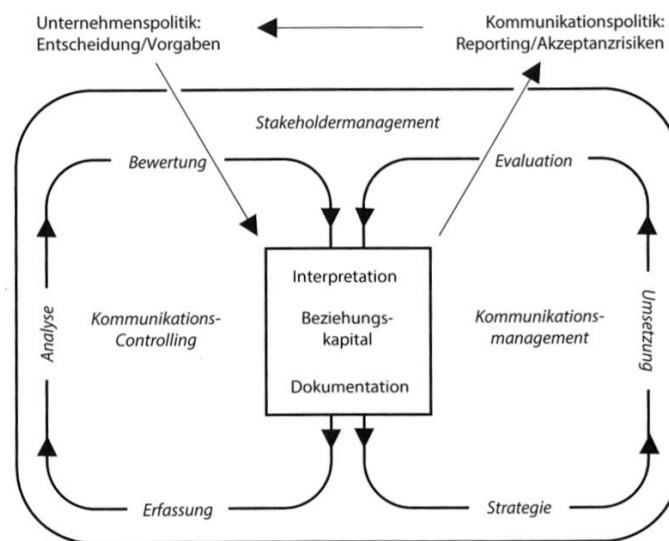 Unternehmenspolitik:
Entscheidung/Vorgaben
Kommunikationspolitik:
Reporting/Akzeptanzrisiken
Stakeholdermanagement
Bewertung
Evaluation
Analyse
Kommunikations-
Controlling
Interpretation
Beziehungs-
kapital
Dokumentation
Kommunikations-
management
Umsetzung
Erfassung
Strategie